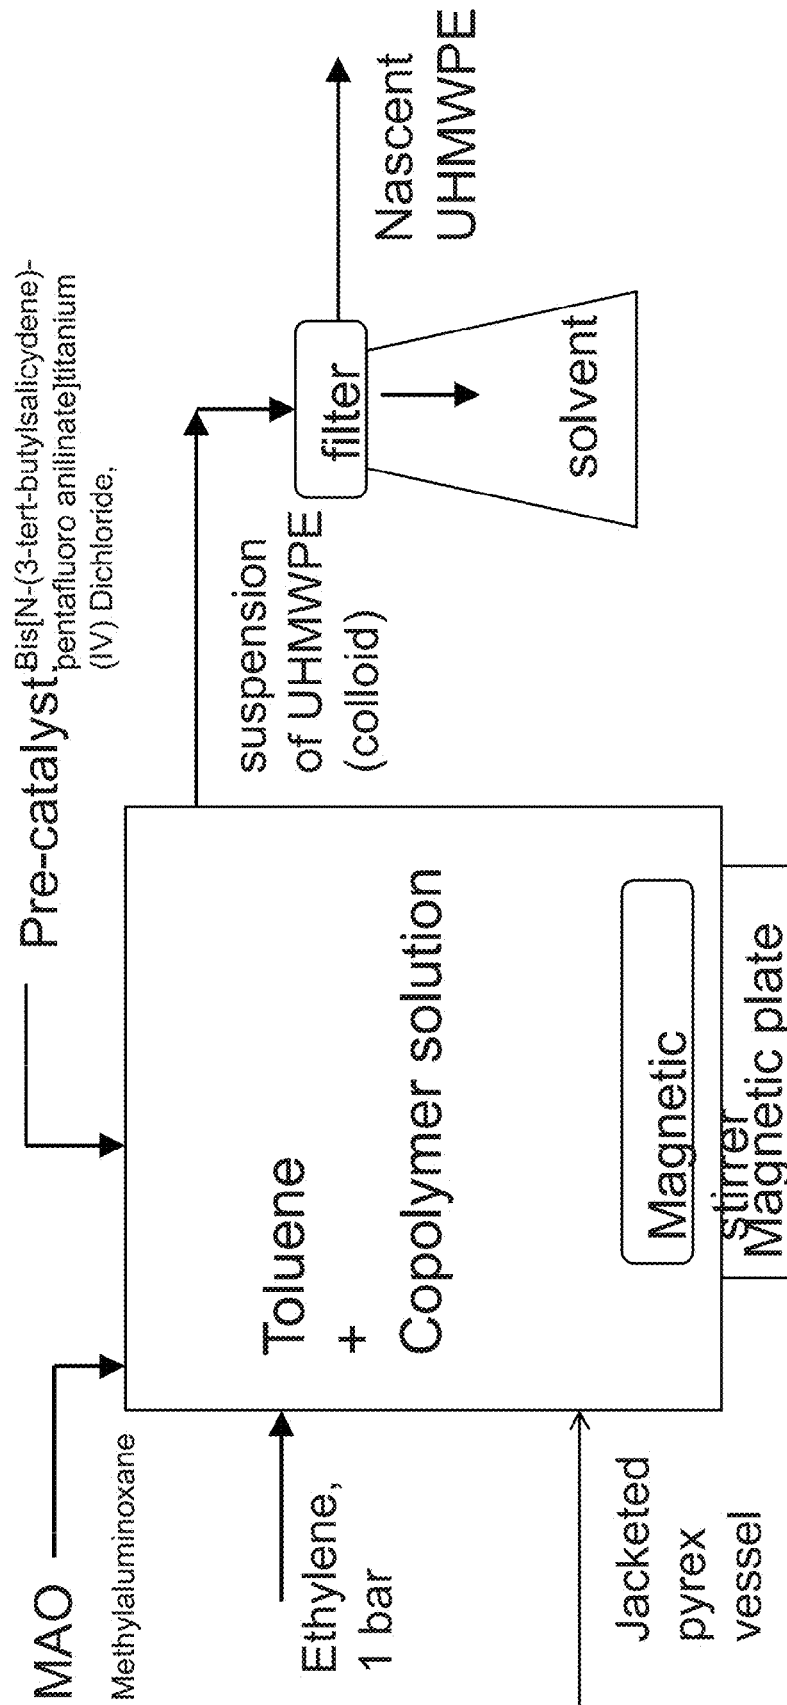 MAO
Methylaluminoxane
Pre-catalyst
Bis[N-(3-tert-butylsalicydene)-
pentafluoro anilinate]titanium
(IV) Dichloride,
Ethylene,
1 bar
Jacketed
pyrex
vessel
Toluene
+
Copolymer solution
Magnetic
stirrer
Magnetic plate
suspension
of UHMWPE
(colloid)
filter
solvent
Nascent
UHMWPE